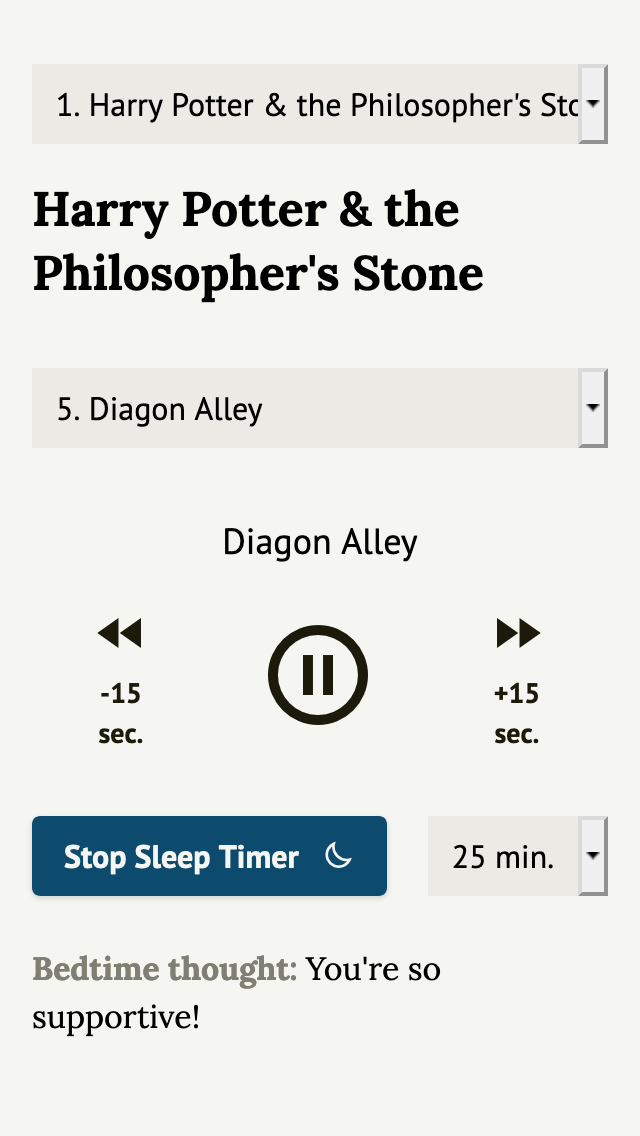 1. Harry Potter & the Philosopher's Sto
Harry Potter & the
Philosopher's Stone
5. Diagon Alley
Diagon Alley
-15
sec.
+15
sec.
Stop Sleep Timer
25 min.
Bedtime thought: You're so
supportive!